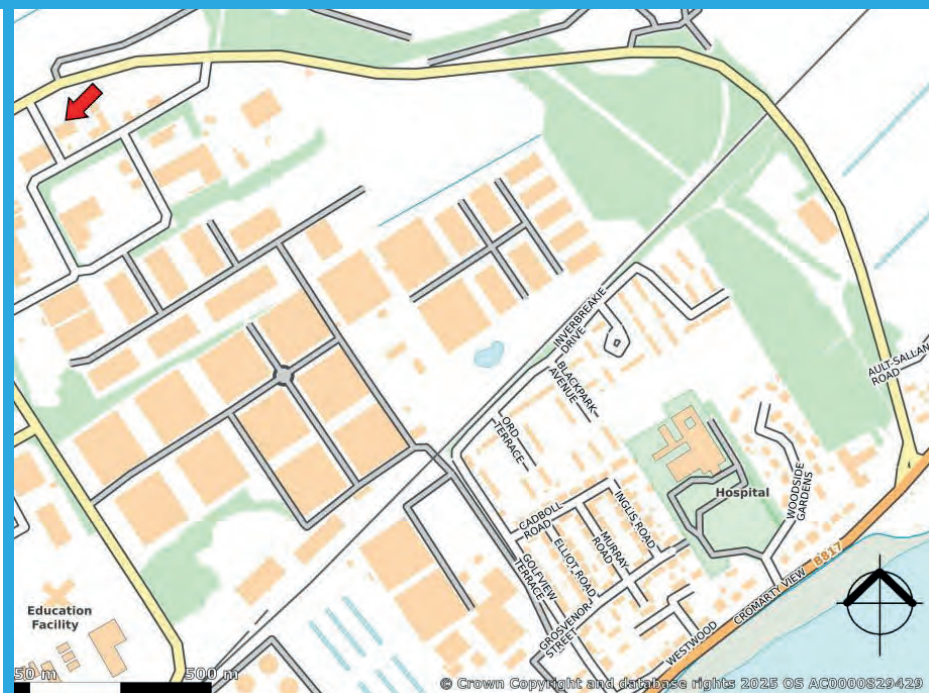 INVERBREAKIE
DRIVE
BLACKPARK
AVENUE
AULT-SALLAN
ROAD
ORD
TERRACE
Hospital
WOODSIDE
GARDENS
CADBOLL
ROAD
INGLIS ROAD
MURRAY
ROAD
ELLIOT ROAD
GOLFVIEW
TERRACE
GROSVENOR
STREET
B817
CROMARTY VIEW
WESTWOOD
Education
Facility
50 m
500 m
© Crown Copyright and database rights 2025 OS AC0000829429